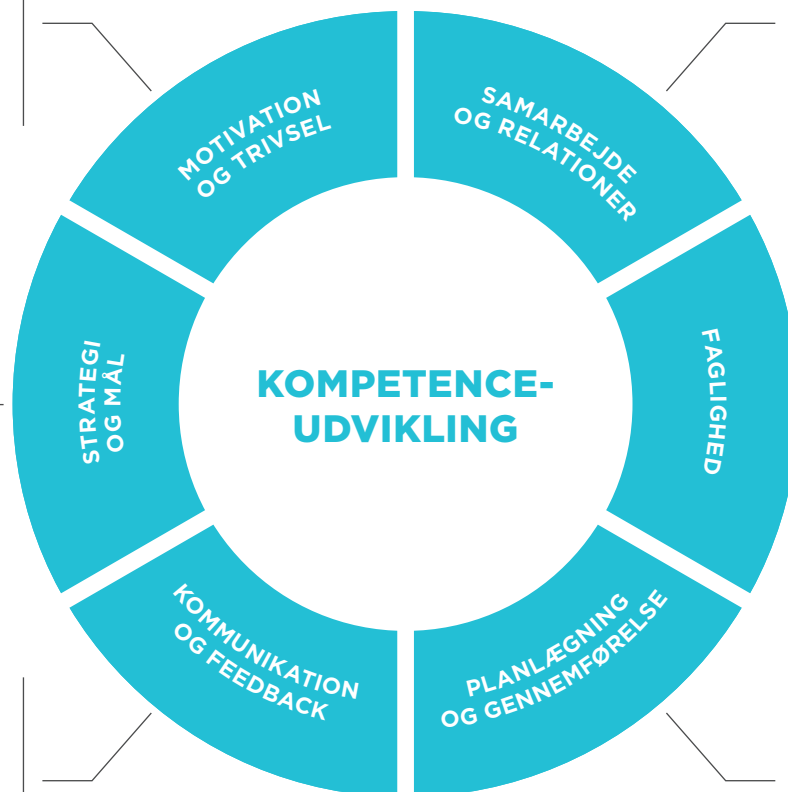 MOTIVATION
OG TRIVSEL
SAMARBEJDE
OG RELATIONER
STRATEGI
OG MÅL
KOMPETENCE-
UDVIKLING
FAGLIGHED
KOMMUNIKATION
OG FEEDBACK
PLANLÆGNING
OG GENNEMFØRELSE